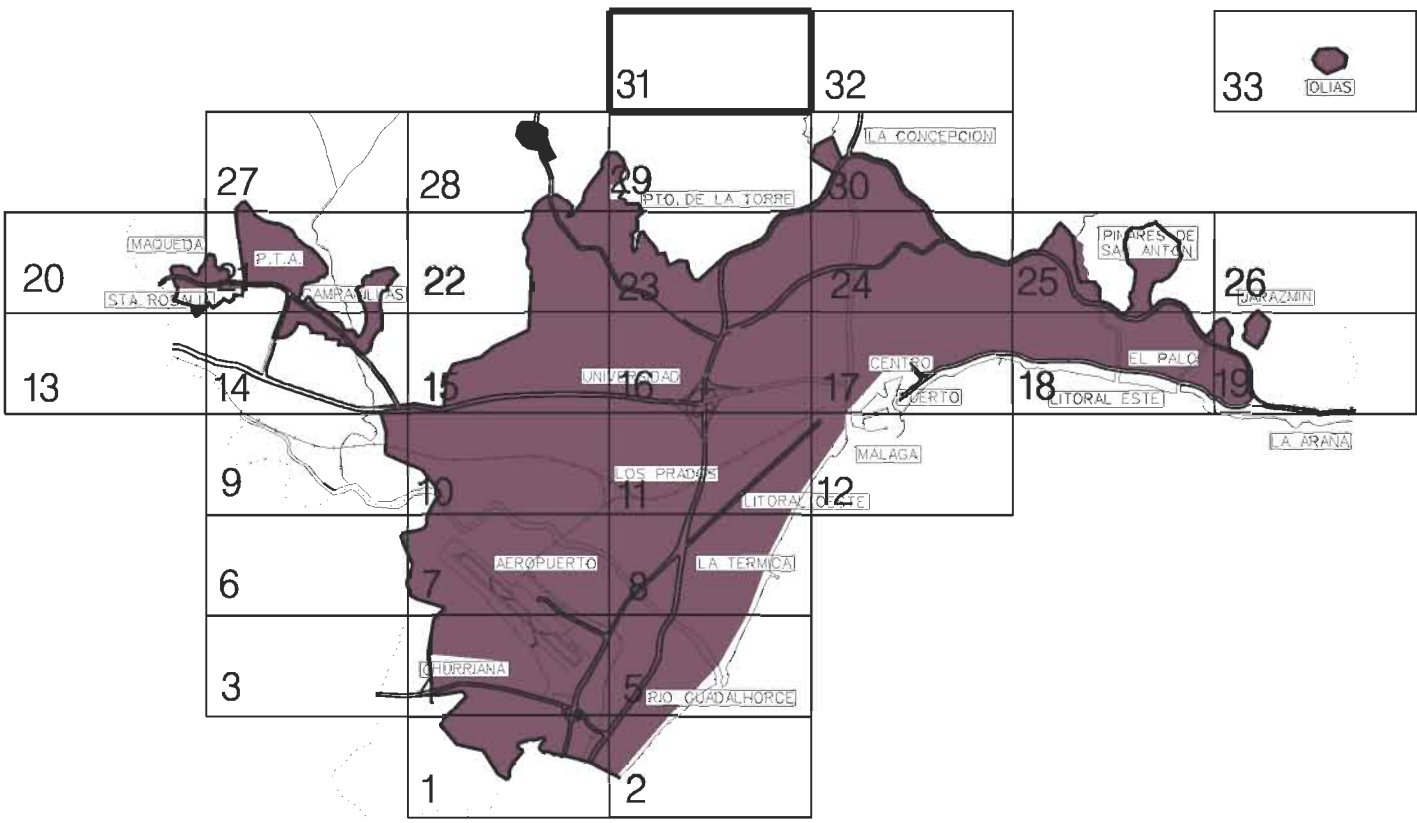 31
32
33
OLIAS
LA CONCEPCION
27
28
29
PTO. DE LA TORRE
30
MAQUEDA
P.T.A.
PINARES DE
SAN ANTON
20
21
STA. ROSALIA
CAMPANILLAS
22
23
24
25
26
JARAZMIN
13
14
15
UNIVERSIDAD
16
17
CENTRO
PUERTO
18
LITORAL ESTE
EL PALO
19
LA ARAÑA
MALAGA
9
10
LOS PRADOS
11
LITORAL OESTE
12
6
7
AEROPUERTO
8
LA TERMICA
3
CHURRIANA
5
RIO GUADALHORCE
1
2